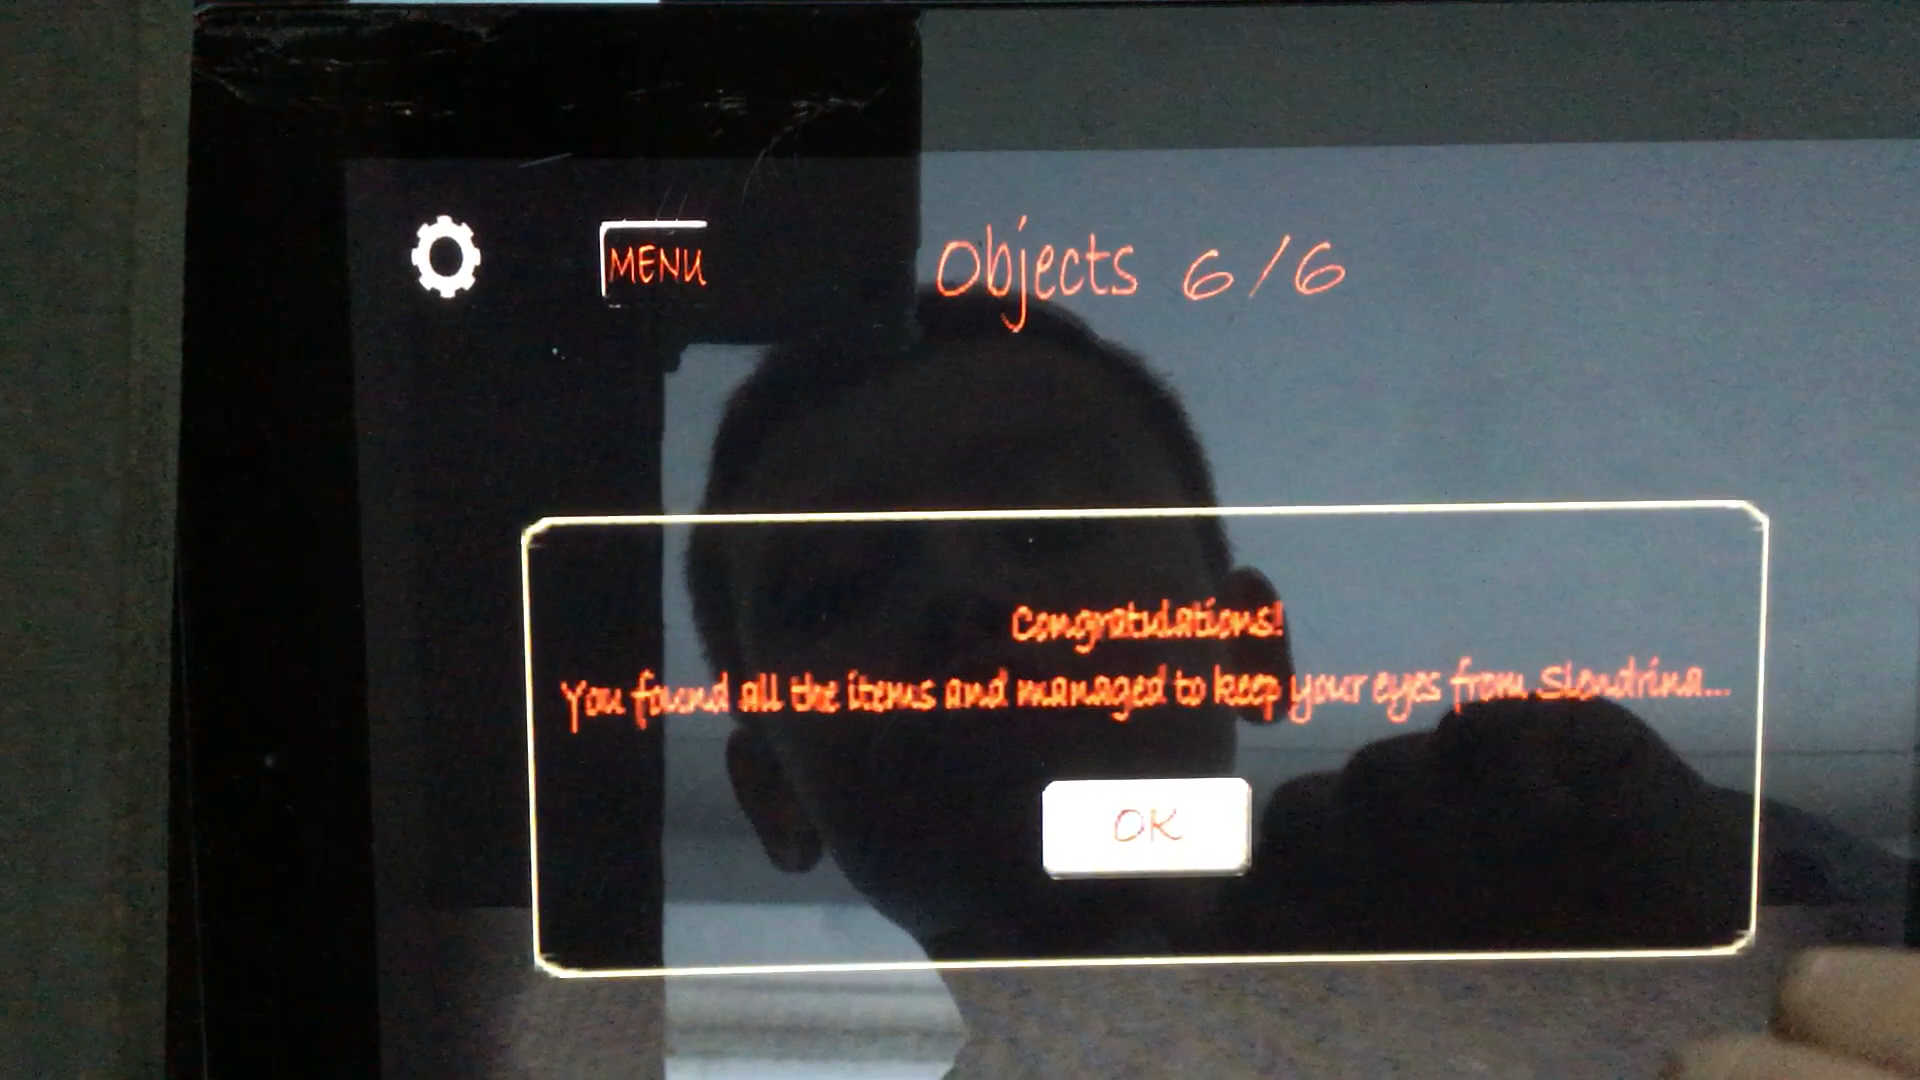 MENU
Objects 6/6
Congratulations!
You found all the items and managed to keep your eyes from Slendrina...
OK